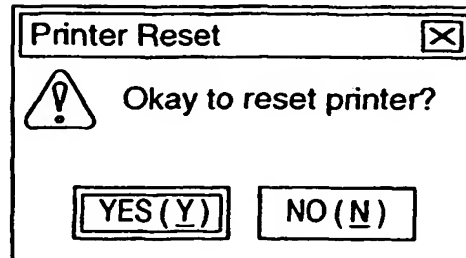 Printer Reset
Okay to reset printer?
YES (Y) NO (N)